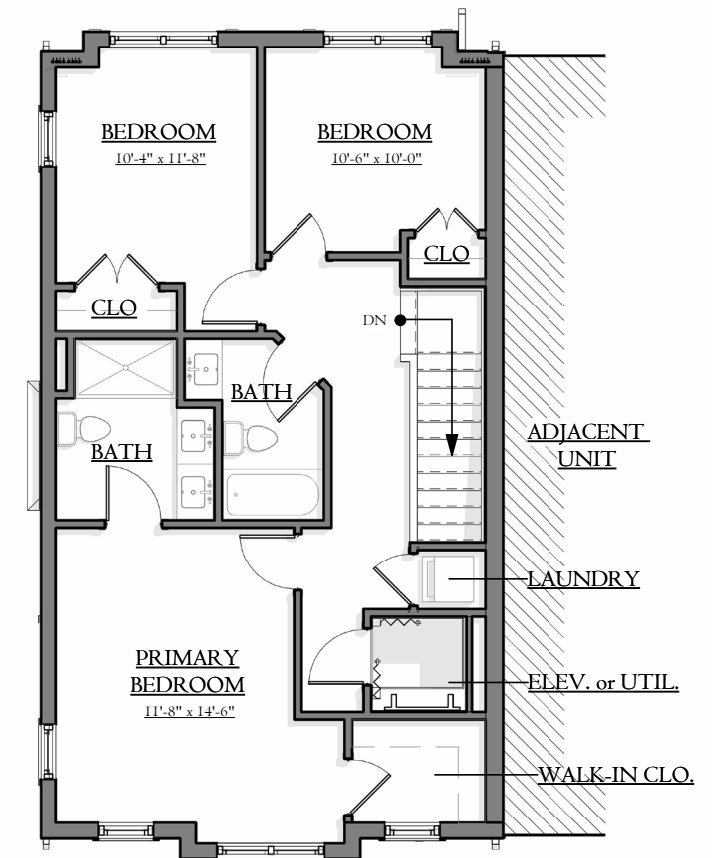 BEDROOM
10'-4" x 11'-8"
BEDROOM
10'-6" x 10'-0"
CLO
CLO
DN
BATH
BATH
ADJACENT
UNIT
LAUNDRY
PRIMARY
BEDROOM
11'-8" x 14'-6"
ELEV. or UTIL.
WALK-IN CLO.